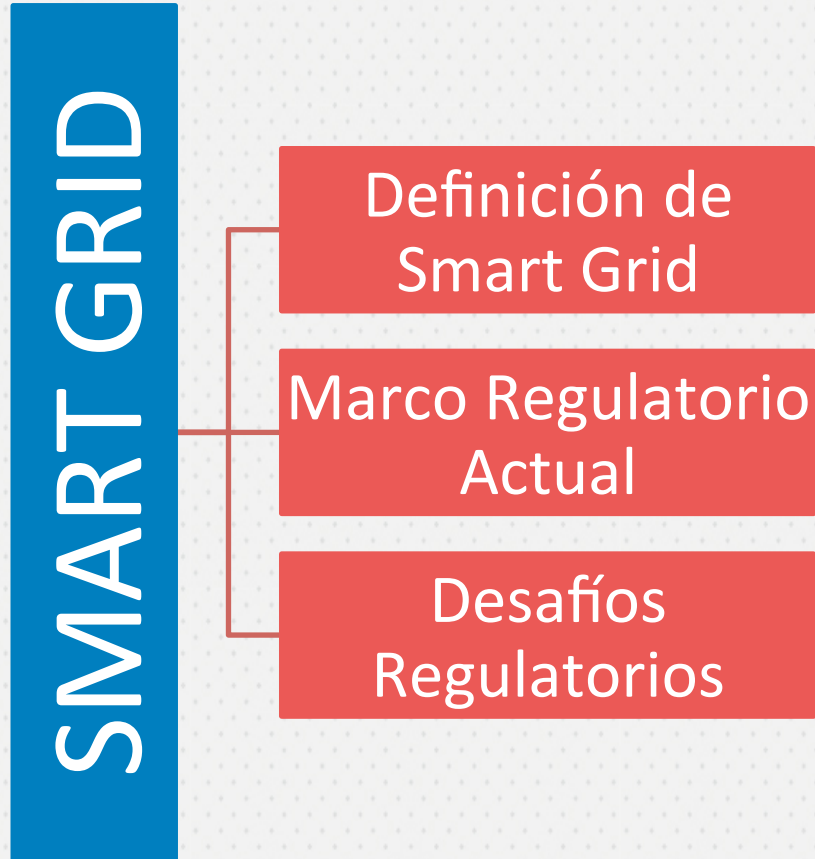 SMART GRID
Definición de
Smart Grid
Marco Regulatorio
Actual
Desafíos
Regulatorios